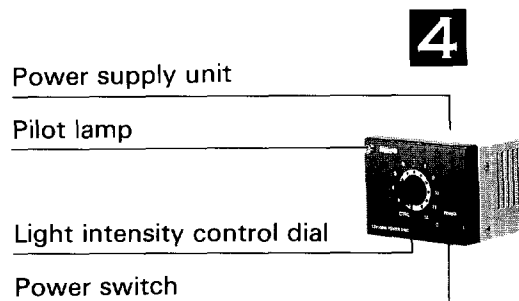 4
Power supply unit
Pilot lamp
Light intensity control dial
Power switch